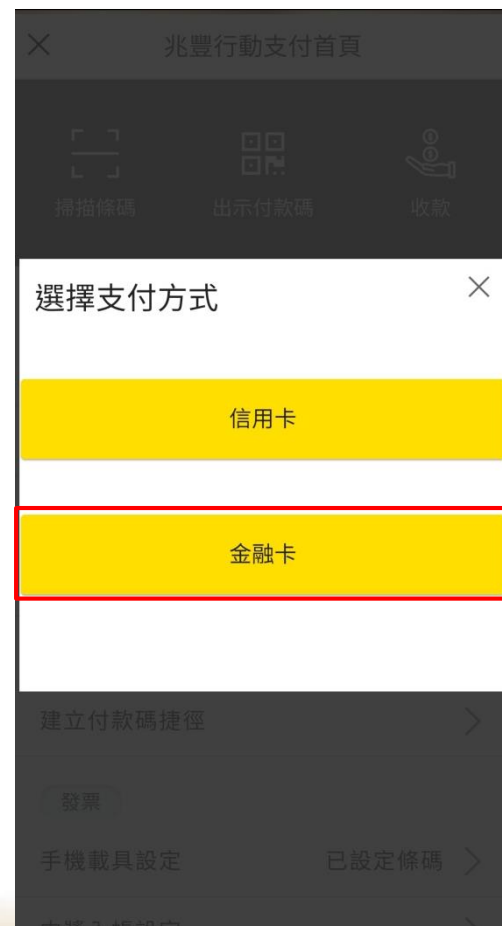 兆豐行動支付首頁
掃描條碼 出示付款碼 收款
選擇支付方式
信用卡
金融卡
建立付款碼捷徑
發票
手機載具設定 已設定條碼